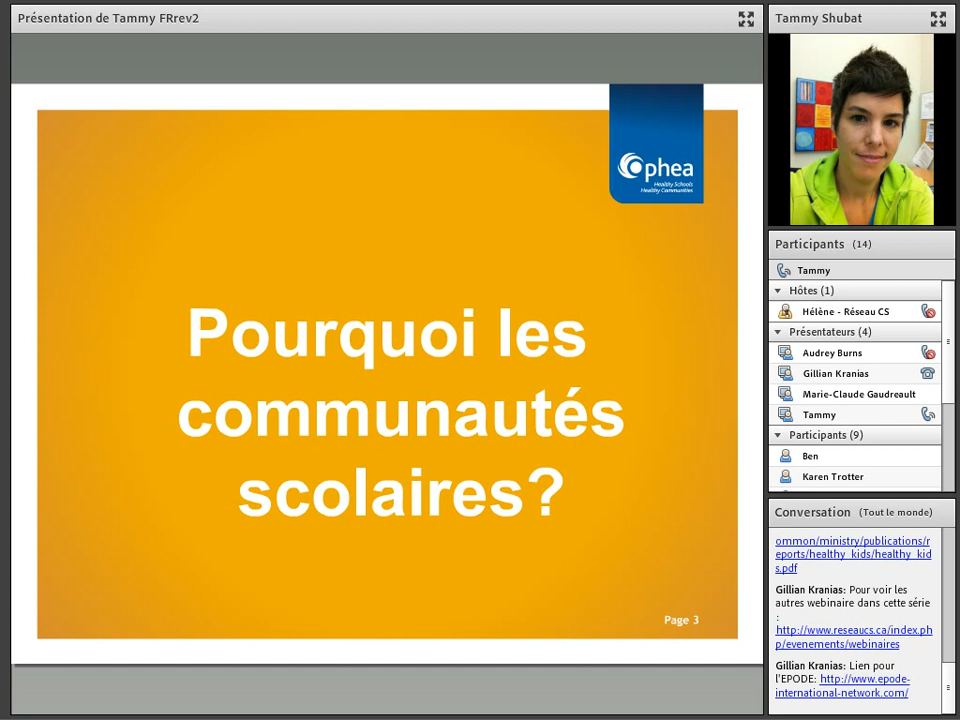 Présentation de Tammy FRrev2
Ophea
Healthy Schools
Healthy Communities
Pourquoi les
communautés
scolaires?
Page 3
Tammy Shubat
Participants (14)
Tammy
Hôtes (1)
Hélène - Réseau CS
Présentateurs (4)
Audrey Burns
Gillian Kranias
Marie-Claude Gaudreault
Tammy
Participants (9)
Ben
Karen Trotter
Conversation (Tout le monde)
ommon/ministry/publications/r
eports/healthy_kids/healthy_kid
s.pdf
Gillian Kranias: Pour voir les
autres webinaire dans cette série
:
http://www.reseaucs.ca/index.ph
p/evenements/webinaires
Gillian Kranias: Lien pour
l'EPODE: http://www.epode-
international-network.com/